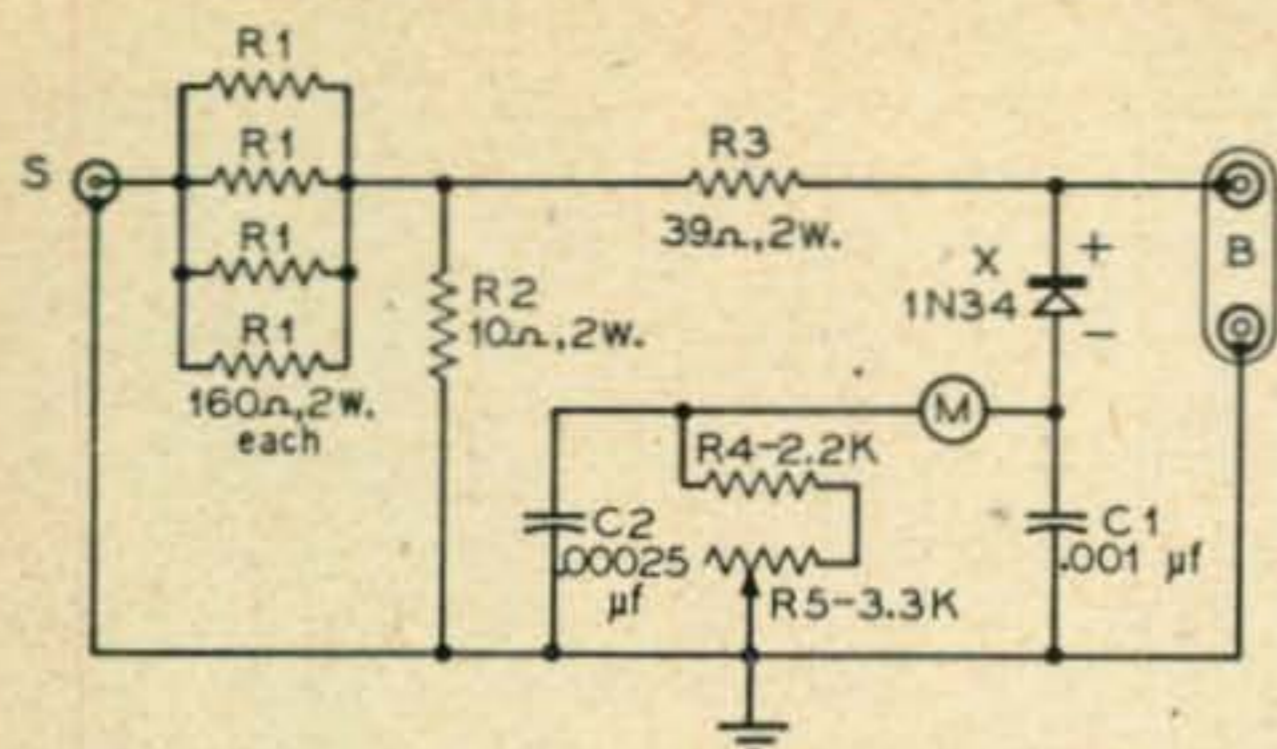 R1
R1
R1
R1
160Ω,2W.
each
S
R2
10Ω,2W.
R3
39Ω,2W.
X
1N34
+
−
B
M
R4-2.2K
C2
.00025
µf
R5-3.3K
C1
.001 µf